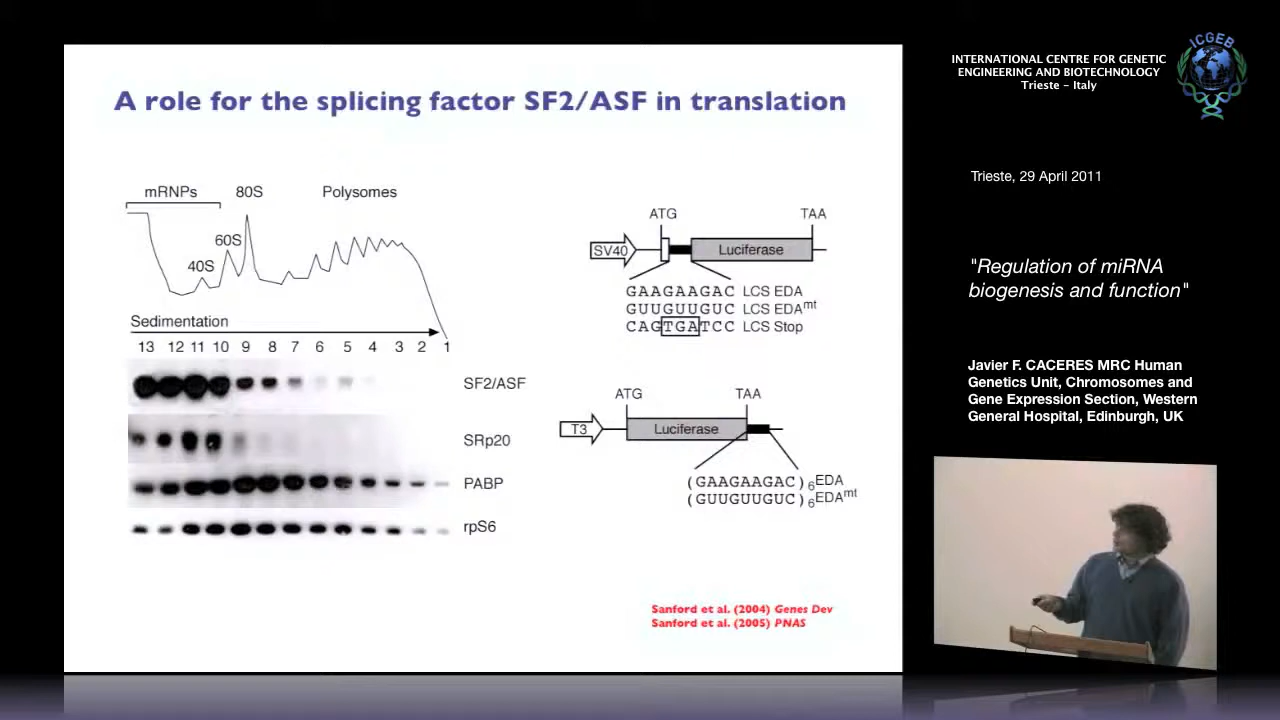 A role for the splicing factor SF2/ASF in translation
mRNPs
80S
Polysomes
60S
40S
Sedimentation
13 12 11 10 9 8 7 6 5 4 3 2 1
SF2/ASF
SRp20
PABP
rpS6
ATG TAA
SV40 Luciferase
GAAGAAGAC LCS EDA
GUUGUUGUC LCS EDAmt
CAGTGATCC LCS Stop
ATG TAA
T3 Luciferase
(GAAGAAGAC)6EDA
(GUUGUUGUC)6EDAmt
Sanford et al. (2004) Genes Dev
Sanford et al. (2005) PNAS
INTERNATIONAL CENTRE FOR GENETIC
ENGINEERING AND BIOTECHNOLOGY
Trieste - Italy
ICGEB
Trieste, 29 April 2011
"Regulation of miRNA
biogenesis and function"
Javier F. CACERES MRC Human
Genetics Unit, Chromosomes and
Gene Expression Section, Western
General Hospital, Edinburgh, UK